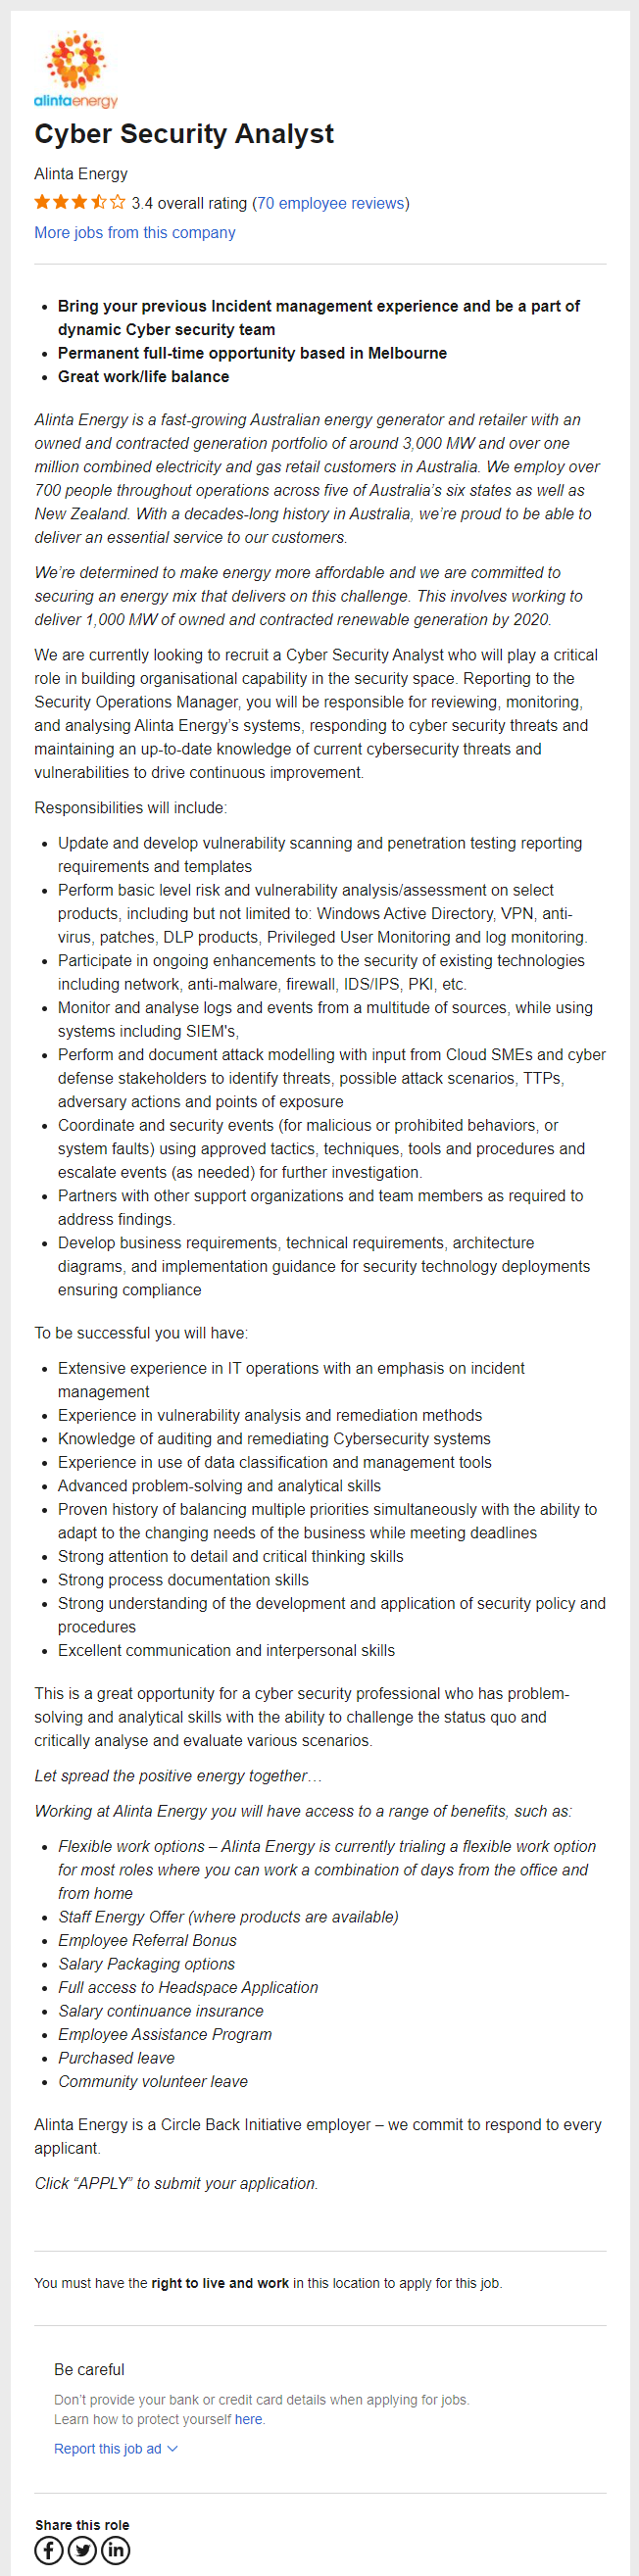 alintaenergy
Cyber Security Analyst
Alinta Energy
3.4 overall rating (70 employee reviews)
More jobs from this company
• Bring your previous Incident management experience and be a part of
dynamic Cyber security team
• Permanent full-time opportunity based in Melbourne
• Great work/life balance
Alinta Energy is a fast-growing Australian energy generator and retailer with an
owned and contracted generation portfolio of around 3,000 MW and over one
million combined electricity and gas retail customers in Australia. We employ over
700 people throughout operations across five of Australia's six states as well as
New Zealand. With a decades-long history in Australia, we're proud to be able to
deliver an essential service to our customers.
We're determined to make energy more affordable and we are committed to
securing an energy mix that delivers on this challenge. This involves working to
deliver 1,000 MW of owned and contracted renewable generation by 2020.
We are currently looking to recruit a Cyber Security Analyst who will play a critical
role in building organisational capability in the security space. Reporting to the
Security Operations Manager, you will be responsible for reviewing, monitoring,
and analysing Alinta Energy's systems, responding to cyber security threats and
maintaining an up-to-date knowledge of current cybersecurity threats and
vulnerabilities to drive continuous improvement.
Responsibilities will include:
• Update and develop vulnerability scanning and penetration testing reporting
requirements and templates
• Perform basic level risk and vulnerability analysis/assessment on select
products, including but not limited to: Windows Active Directory, VPN, anti-
virus, patches, DLP products, Privileged User Monitoring and log monitoring.
• Participate in ongoing enhancements to the security of existing technologies
including network, anti-malware, firewall, IDS/IPS, PKI, etc.
• Monitor and analyse logs and events from a multitude of sources, while using
systems including SIEM's,
• Perform and document attack modelling with input from Cloud SMEs and cyber
defense stakeholders to identify threats, possible attack scenarios, TTPs,
adversary actions and points of exposure
• Coordinate and security events (for malicious or prohibited behaviors, or
system faults) using approved tactics, techniques, tools and procedures and
escalate events (as needed) for further investigation.
• Partners with other support organizations and team members as required to
address findings.
• Develop business requirements, technical requirements, architecture
diagrams, and implementation guidance for security technology deployments
ensuring compliance
To be successful you will have:
• Extensive experience in IT operations with an emphasis on incident
management
• Experience in vulnerability analysis and remediation methods
• Knowledge of auditing and remediating Cybersecurity systems
• Experience in use of data classification and management tools
• Advanced problem-solving and analytical skills
• Proven history of balancing multiple priorities simultaneously with the ability to
adapt to the changing needs of the business while meeting deadlines
• Strong attention to detail and critical thinking skills
• Strong process documentation skills
• Strong understanding of the development and application of security policy and
procedures
• Excellent communication and interpersonal skills
This is a great opportunity for a cyber security professional who has problem-
solving and analytical skills with the ability to challenge the status quo and
critically analyse and evaluate various scenarios.
Let spread the positive energy together…
Working at Alinta Energy you will have access to a range of benefits, such as:
• Flexible work options – Alinta Energy is currently trialing a flexible work option
for most roles where you can work a combination of days from the office and
from home
• Staff Energy Offer (where products are available)
• Employee Referral Bonus
• Salary Packaging options
• Full access to Headspace Application
• Salary continuance insurance
• Employee Assistance Program
• Purchased leave
• Community volunteer leave
Alinta Energy is a Circle Back Initiative employer – we commit to respond to every
applicant.
Click “APPLY” to submit your application.
You must have the right to live and work in this location to apply for this job.
Be careful
Don't provide your bank or credit card details when applying for jobs.
Learn how to protect yourself here.
Report this job ad
Share this role